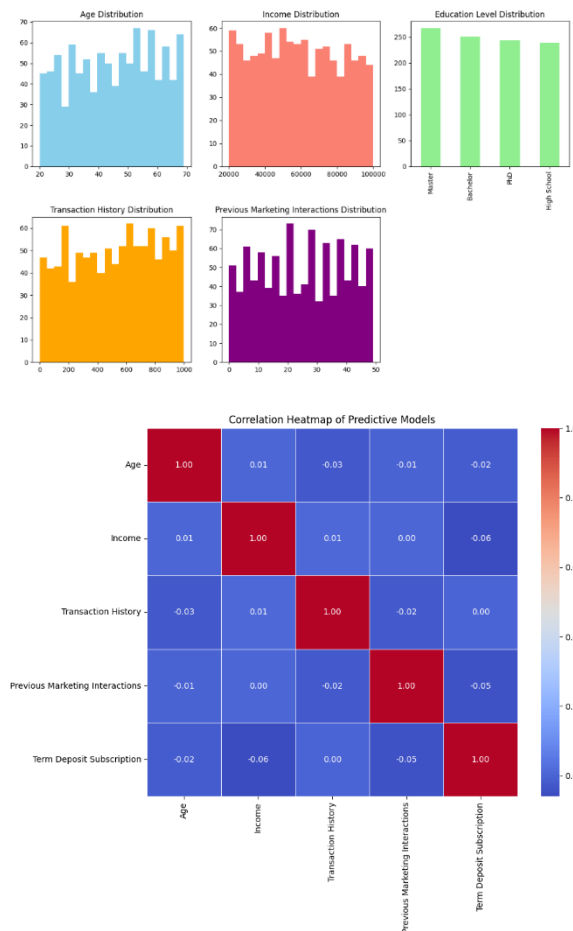 Age Distribution
70
60
50
40
30
20
10
0
20 30 40 50 60 70
Income Distribution
60
50
40
30
20
10
0
20000 40000 60000 80000 100000
Education Level Distribution
250
200
150
100
50
0
Master
Bachelor
PhD
High School
Transaction History Distribution
60
50
40
30
20
10
0
0 200 400 600 800 1000
Previous Marketing Interactions Distribution
70
60
50
40
30
20
10
0
0 10 20 30 40 50
Correlation Heatmap of Predictive Models
Age 1.00 0.01 -0.03 -0.01 -0.02
Income 0.01 1.00 0.01 0.00 -0.06
Transaction History -0.03 0.01 1.00 -0.02 0.00
Previous Marketing Interactions -0.01 0.00 -0.02 1.00 -0.05
Term Deposit Subscription -0.02 -0.06 0.00 -0.05 1.00
Age
Income
Transaction History
Previous Marketing Interactions
Term Deposit Subscription